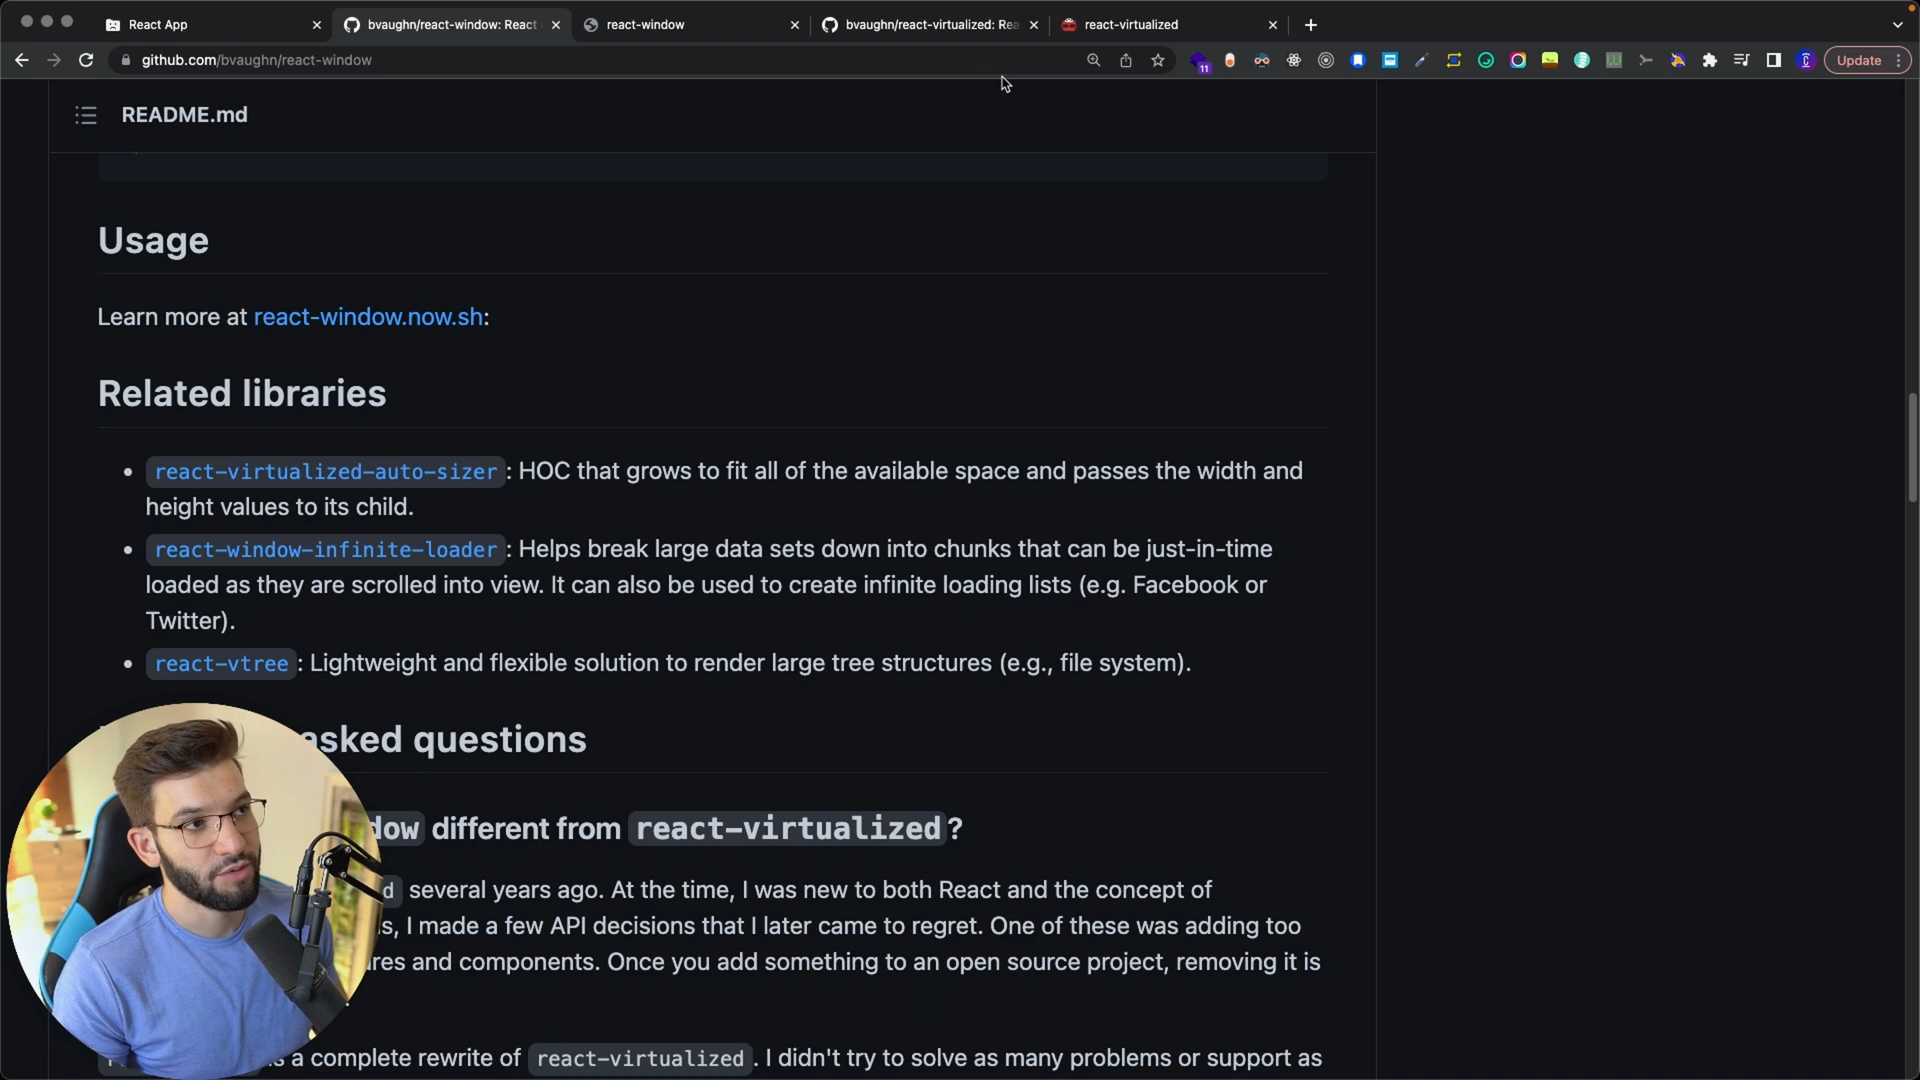 React App
bvaughn/react-window: React
react-window
bvaughn/react-virtualized: Rea
react-virtualized
github.com/bvaughn/react-window
11
Update
README.md
Usage
Learn more at react-window.now.sh:
Related libraries
react-virtualized-auto-sizer: HOC that grows to fit all of the available space and passes the width and
height values to its child.
react-window-infinite-loader: Helps break large data sets down into chunks that can be just-in-time
loaded as they are scrolled into view. It can also be used to create infinite loading lists (e.g. Facebook or
Twitter).
react-vtree: Lightweight and flexible solution to render large tree structures (e.g., file system).
asked questions
dow different from react-virtualized?
d several years ago. At the time, I was new to both React and the concept of
s, I made a few API decisions that I later came to regret. One of these was adding too
res and components. Once you add something to an open source project, removing it is
s a complete rewrite of react-virtualized. I didn't try to solve as many problems or support as